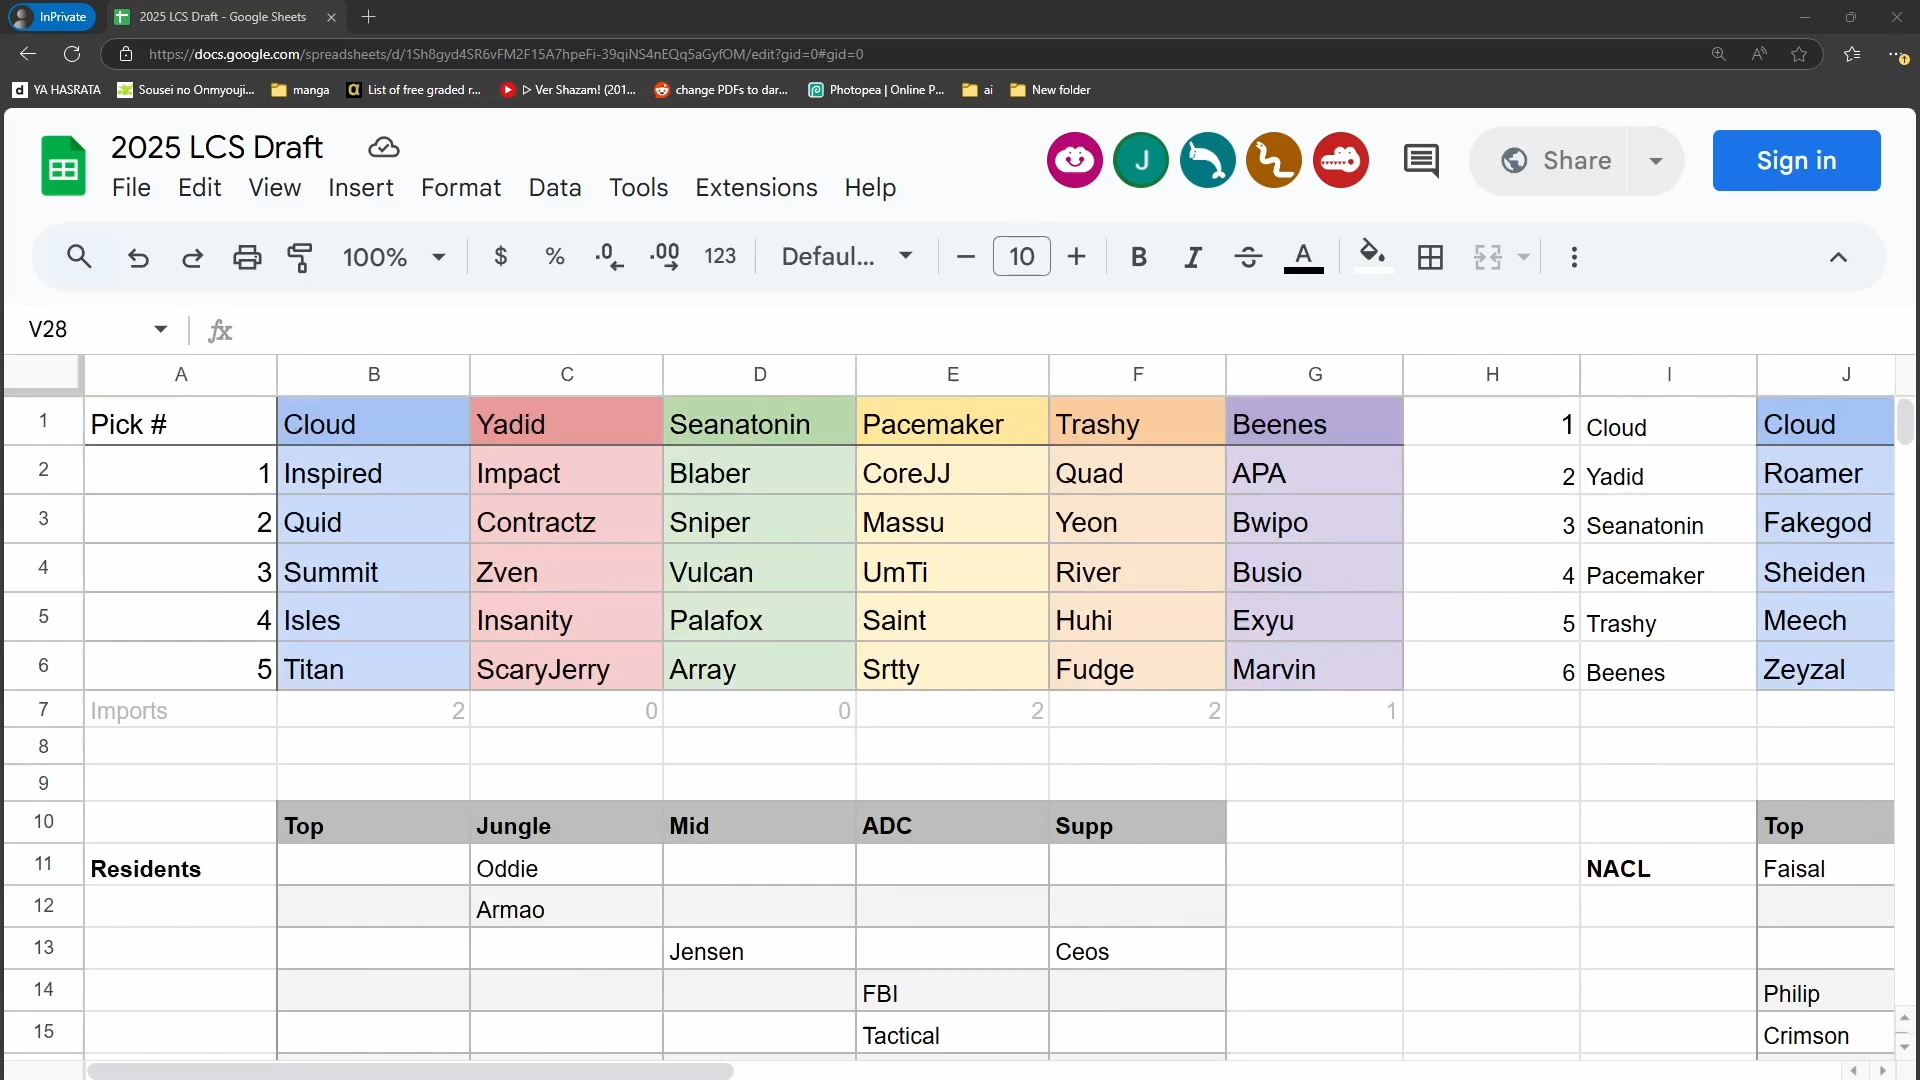 InPrivate
2025 LCS Draft - Google Sheets
https://docs.google.com/spreadsheets/d/1Sh8gyd4SR6vFM2F15A7hpeFi-39qiNS4nEQq5aGyfOM/edit?gid=0#gid=0
YA HASRATA Sousei no Onmyouji... manga List of free graded r... ▷ Ver Shazam! (201... change PDFs to dar... Photopea | Online P... ai New folder
2025 LCS Draft
J
Share
Sign in
File Edit View Insert Format Data Tools Extensions Help
100% $ % .0 .00 123 Defaul... − 10 + B I S A
V28 fx
A B C D E F G H I J
1 Pick # Cloud Yadid Seanatonin Pacemaker Trashy Beenes 1 Cloud Cloud
2 1 Inspired Impact Blaber CoreJJ Quad APA 2 Yadid Roamer
3 2 Quid Contractz Sniper Massu Yeon Bwipo 3 Seanatonin Fakegod
4 3 Summit Zven Vulcan UmTi River Busio 4 Pacemaker Sheiden
5 4 Isles Insanity Palafox Saint Huhi Exyu 5 Trashy Meech
6 5 Titan ScaryJerry Array Srtty Fudge Marvin 6 Beenes Zeyzal
7 Imports 2 0 0 2 2 1
8
9
10 Top Jungle Mid ADC Supp Top
11 Residents Oddie NACL Faisal
12 Armao
13 Jensen Ceos
14 FBI Philip
15 Tactical Crimson